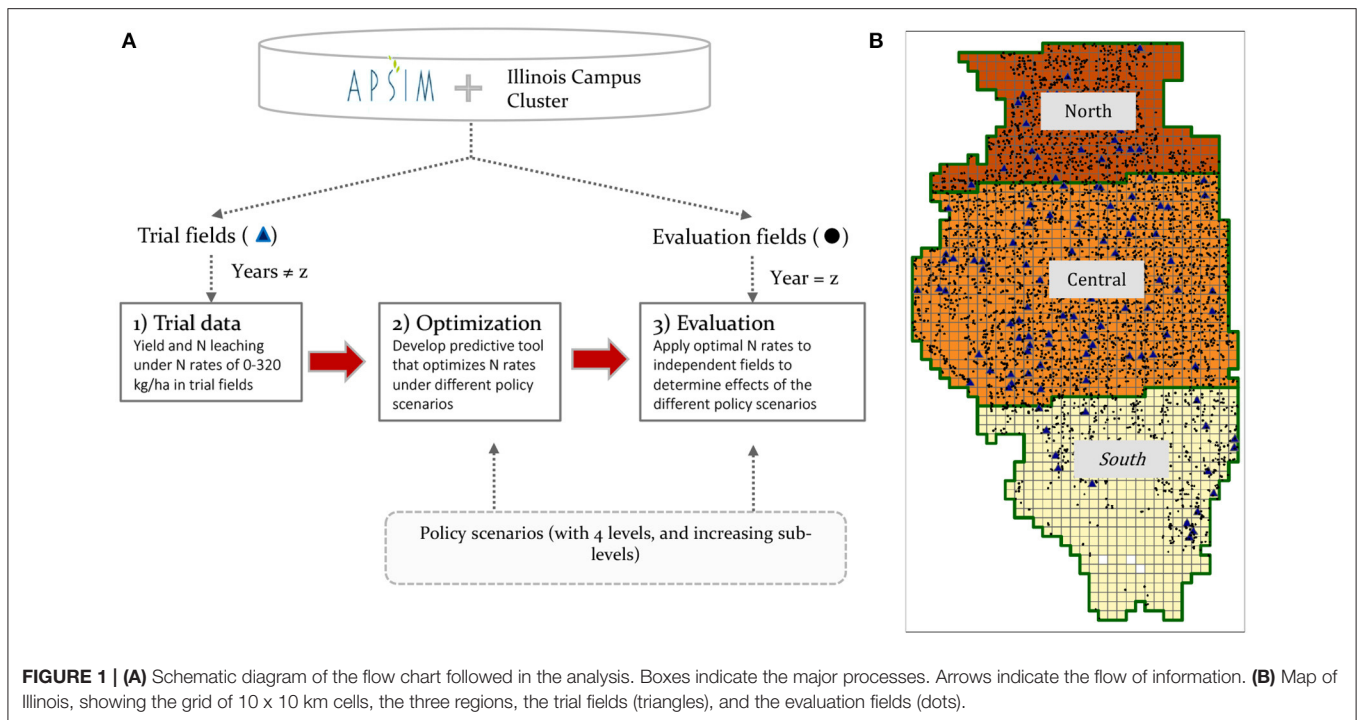 A
APSIM
Illinois Campus
Cluster
Trial fields ( )
Evaluation fields ( )
Years ≠ z
Year = z
1) Trial data
Yield and N leaching
under N rates of 0-320
kg/ha in trial fields
2) Optimization
Develop predictive tool
that optimizes N rates
under different policy
scenarios
3) Evaluation
Apply optimal N rates to
independent fields to
determine effects of the
different policy scenarios
Policy scenarios (with 4 levels, and increasing sub-
levels)
B
North
Central
South
FIGURE 1 | (A) Schematic diagram of the flow chart followed in the analysis. Boxes indicate the major processes. Arrows indicate the flow of information. (B) Map of
Illinois, showing the grid of 10 x 10 km cells, the three regions, the trial fields (triangles), and the evaluation fields (dots).